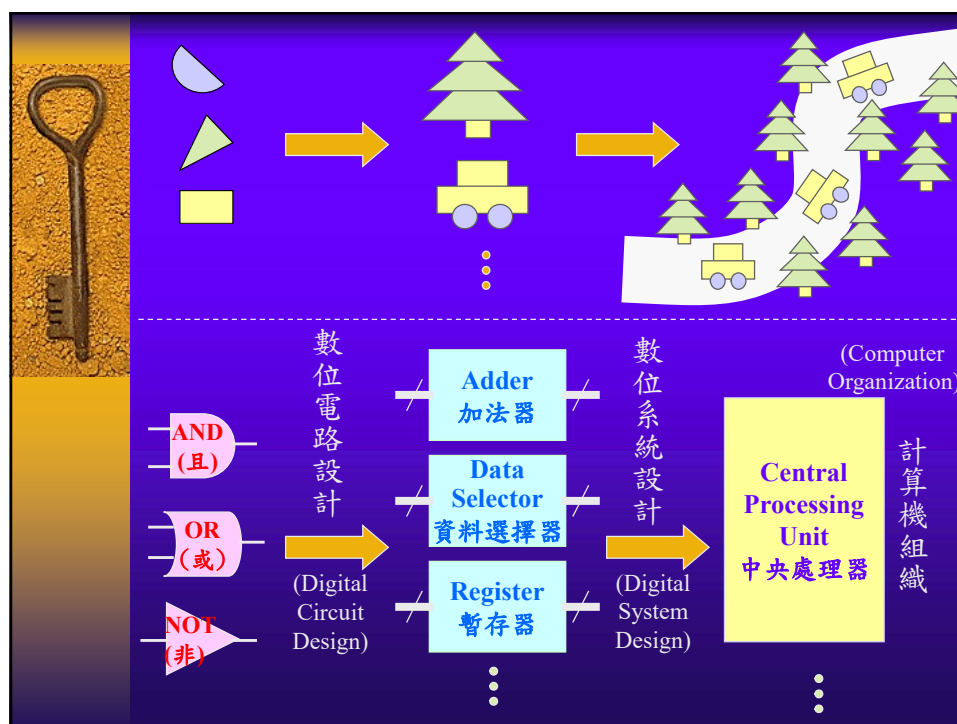 AND
(且)
OR
(或)
NOT
(非)
數位電路設計
(Digital
Circuit
Design)
Adder
加法器
Data
Selector
資料選擇器
Register
暫存器
數位系統設計
(Digital
System
Design)
(Computer
Organization)
Central
Processing
Unit
中央處理器
計算機組織